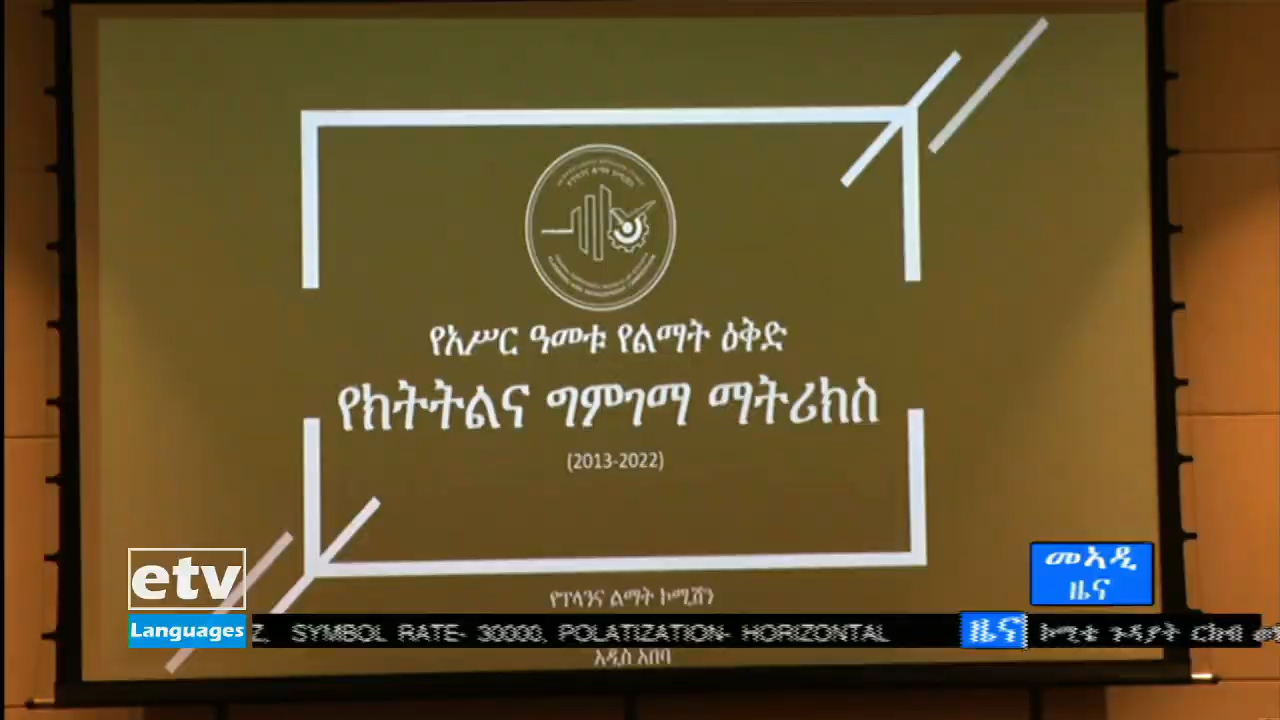 የአሥር ዓመቱ የልማት ዕቅድ
የክትትልና ግምገማ ማትሪክስ
(2013-2022)
የፕላንና ልማት ኮሚሽን
አዲስ አበባ
መአዲ
ዜና
etv
Languages
Z, SYMBOL RATE- 30000, POLATIZATION- HORIZONTAL
ዜና